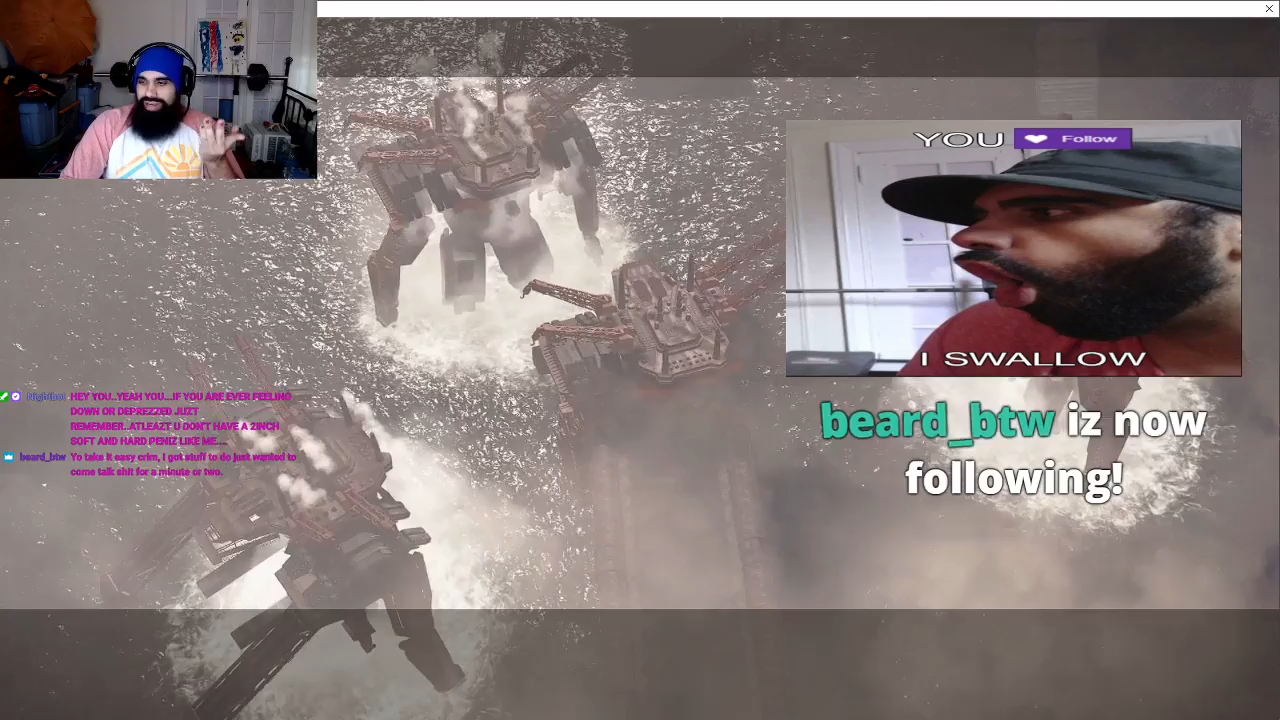 YOU Follow
I SWALLOW
beard_btw iz now
following!
Nightbot HEY YOU..YEAH YOU...IF YOU ARE EVER FEELING
DOWN OR DEPREZZED JUZT
REMEMBER..ATLEAZT U DON'T HAVE A 2INCH
SOFT AND HARD PENIZ LIKE ME....
beard_btw Yo take it easy crim, I got stuff to do just wanted to
come talk shit for a minute or two.